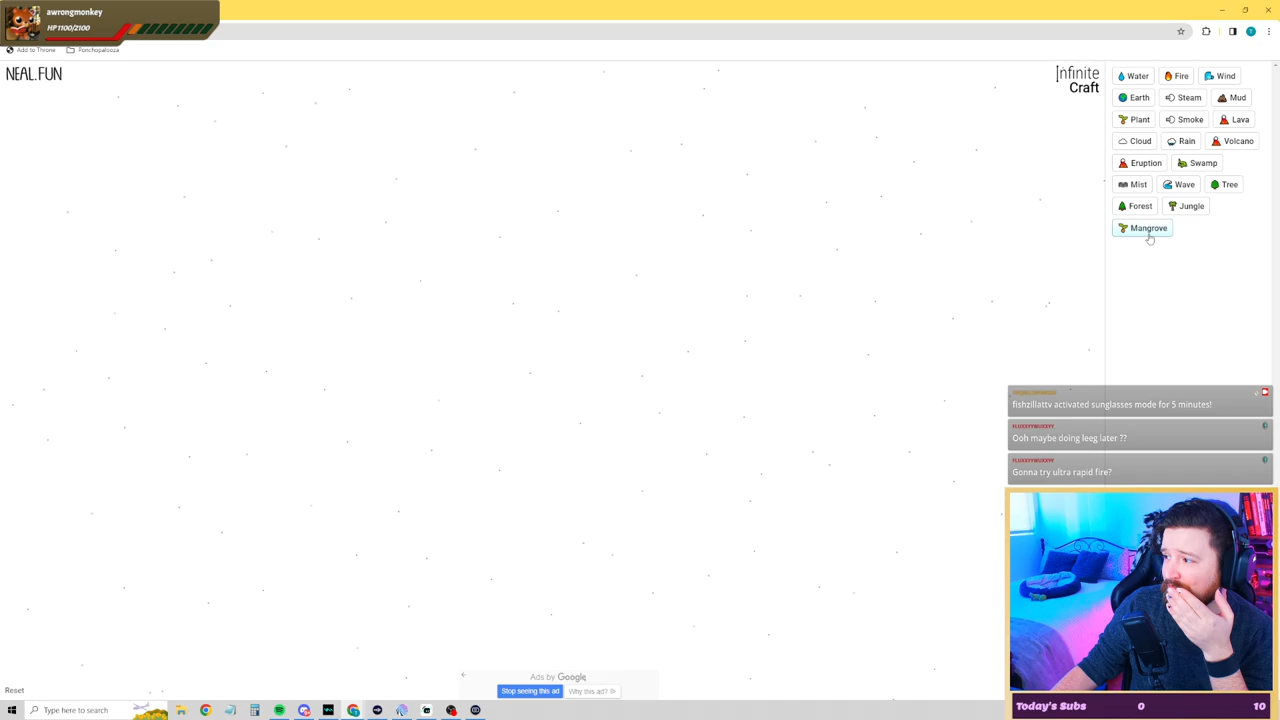 awrongmonkey
HP 1100/2100
Add to Throne
Ponchopalooza
NEAL.FUN
Infinite
Craft
Water
Fire
Wind
Earth
Steam
Mud
Plant
Smoke
Lava
Cloud
Rain
Volcano
Eruption
Swamp
Mist
Wave
Tree
Forest
Jungle
Mangrove
fishzillattv activated sunglasses mode for 5 minutes!
Ooh maybe doing leeg later ??
Gonna try ultra rapid fire?
Ads by Google
Stop seeing this ad
Why this ad?
Reset
Type here to search
Today's Subs 0 10